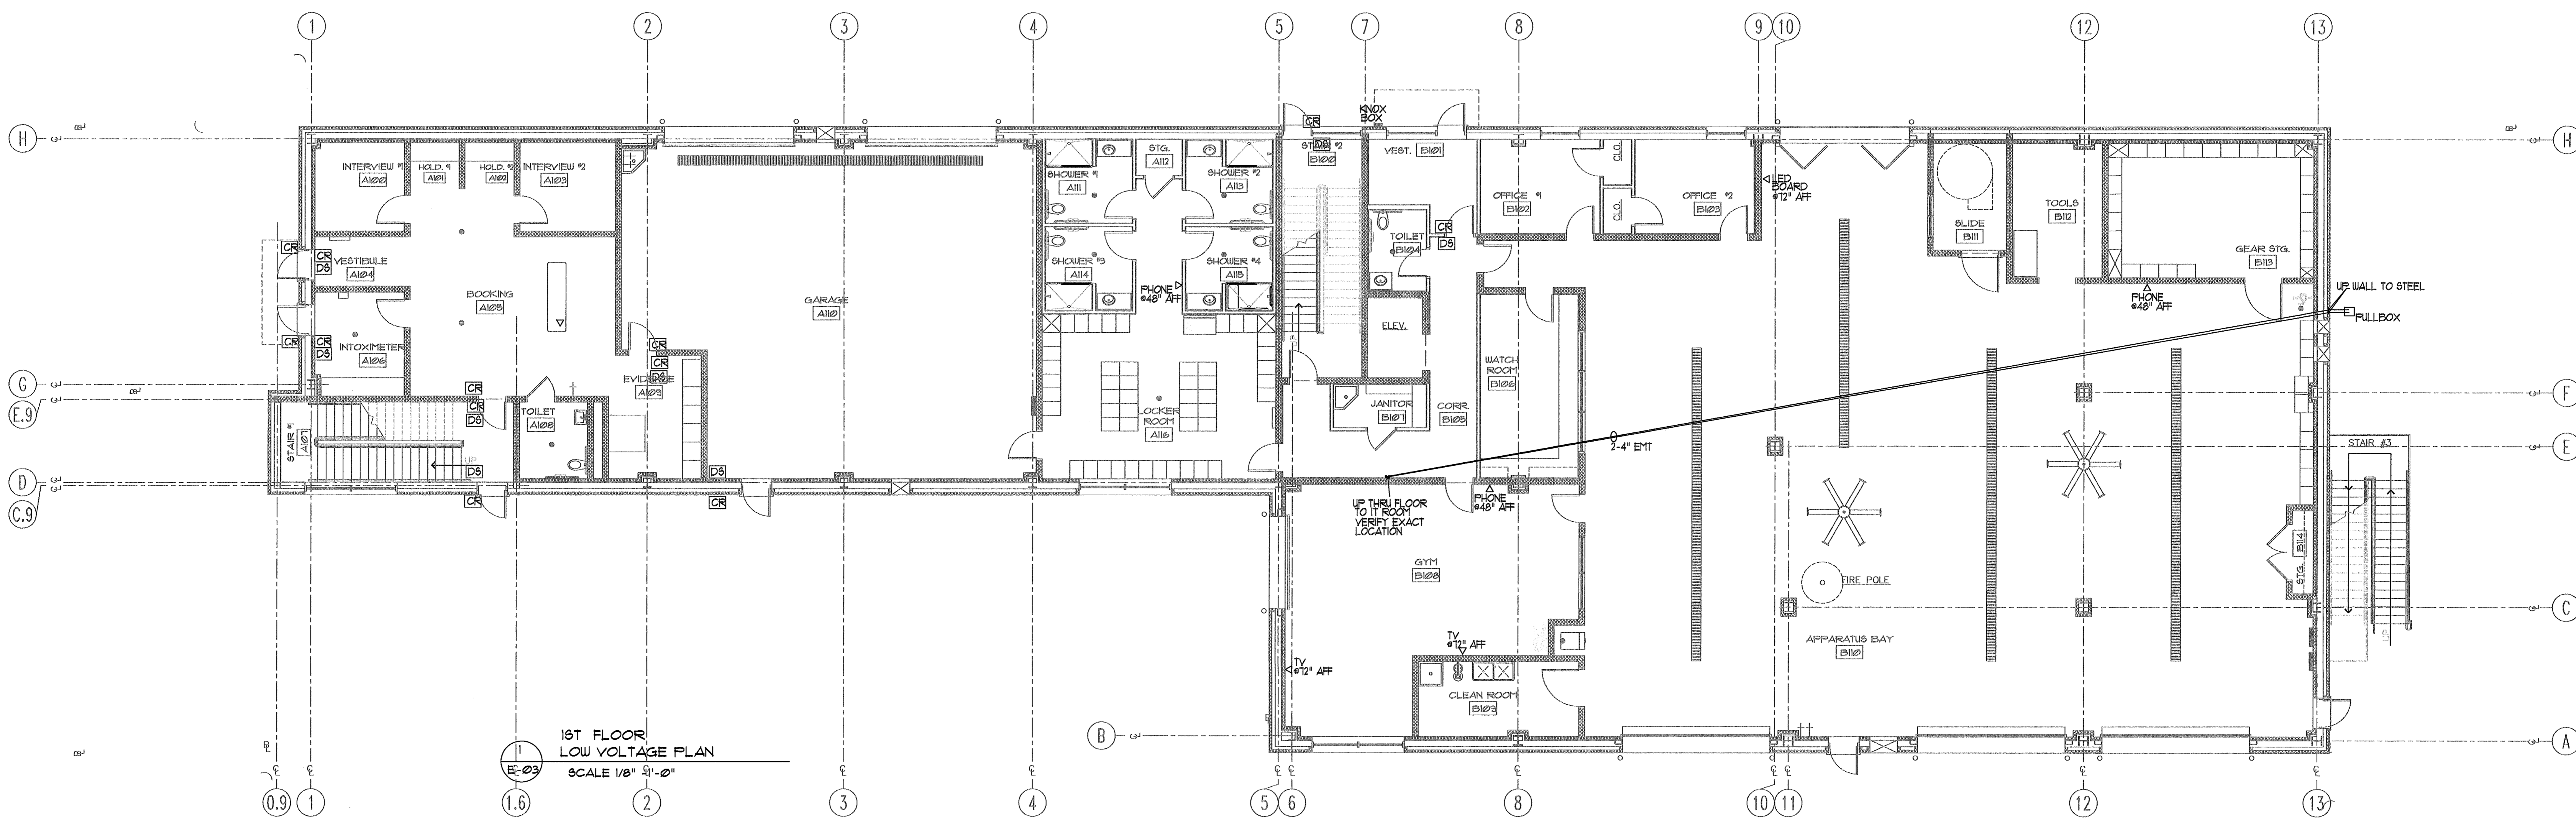 1
2
3
4
5
7
8
9
10
12
13
H
H
KNOX
BOX
CR
DS
INTERVIEW #1
A100
HOLD. #1
A101
HOLD. #2
A102
INTERVIEW #2
A103
STG.
A112
SHOWER #1
A111
SHOWER #2
A113
B100
VEST.
B101
CLO.
CLO.
OFFICE #1
B102
OFFICE #2
B103
LED
BOARD
@72" AFF
SLIDE
B111
TOOLS
B112
GEAR STG.
B113
CR
CR
DS
VESTIBULE
A104
BOOKING
A105
GARAGE
A110
SHOWER #3
A114
SHOWER #4
A115
PHONE
@48" AFF
TOILET
B104
CR
DS
ELEV.
PHONE
@48" AFF
UP WALL TO STEEL
PULLBOX
CR
CR
DS
INTOXIMETER
A106
CR
CR
DS
EVIDENCE
A109
WATCH
ROOM
B106
G
E.9
F
CR
CR
DS
STAIR #1
A107
UP
DS
CR
TOILET
A108
DS
CR
LOCKER
ROOM
A116
JANITOR
B107
CORR.
B105
2-4" EMT
E
STAIR #3
D
C.9
UP THRU FLOOR
TO IT ROOM
VERIFY EXACT
LOCATION
PHONE
@48" AFF
GYM
B108
FIRE POLE
STG.
B114
C
UP
TV
@72" AFF
TV
@72" AFF
CLEAN ROOM
B109
APPARATUS BAY
B110
B
A
1
E-03
1ST FLOOR
LOW VOLTAGE PLAN
SCALE 1/8" =1'-0"
0.9
1
1.6
2
3
4
5
6
8
10
11
12
13